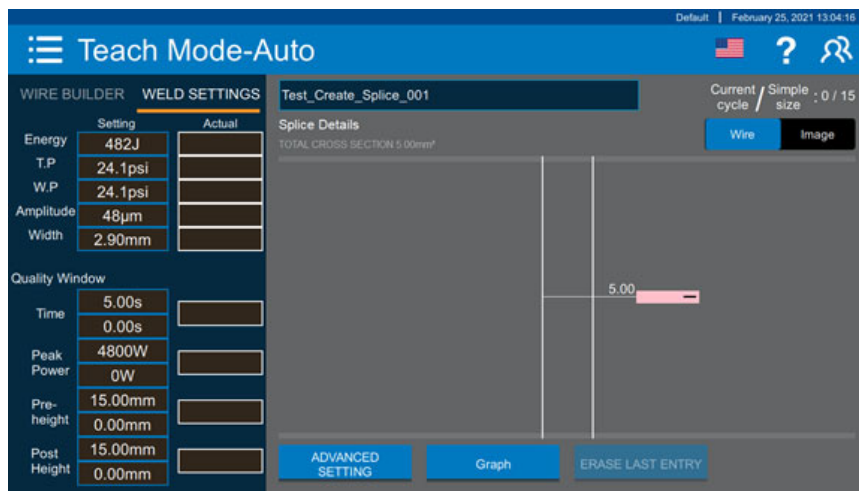 Default | February 25, 2021 13:04:16
Teach Mode-Auto
?
WIRE BUILDER WELD SETTINGS
Setting Actual
Energy 482J
T.P 24.1psi
W.P 24.1psi
Amplitude 48μm
Width 2.90mm
Quality Window
Time 5.00s
0.00s
Peak Power 4800W
0W
Pre-height 15.00mm
0.00mm
Post Height 15.00mm
0.00mm
Test_Create_Splice_001
Current cycle / Simple size : 0 / 15
Splice Details
TOTAL CROSS SECTION 5.00mm²
Wire Image
5.00
ADVANCED SETTING
Graph
ERASE LAST ENTRY